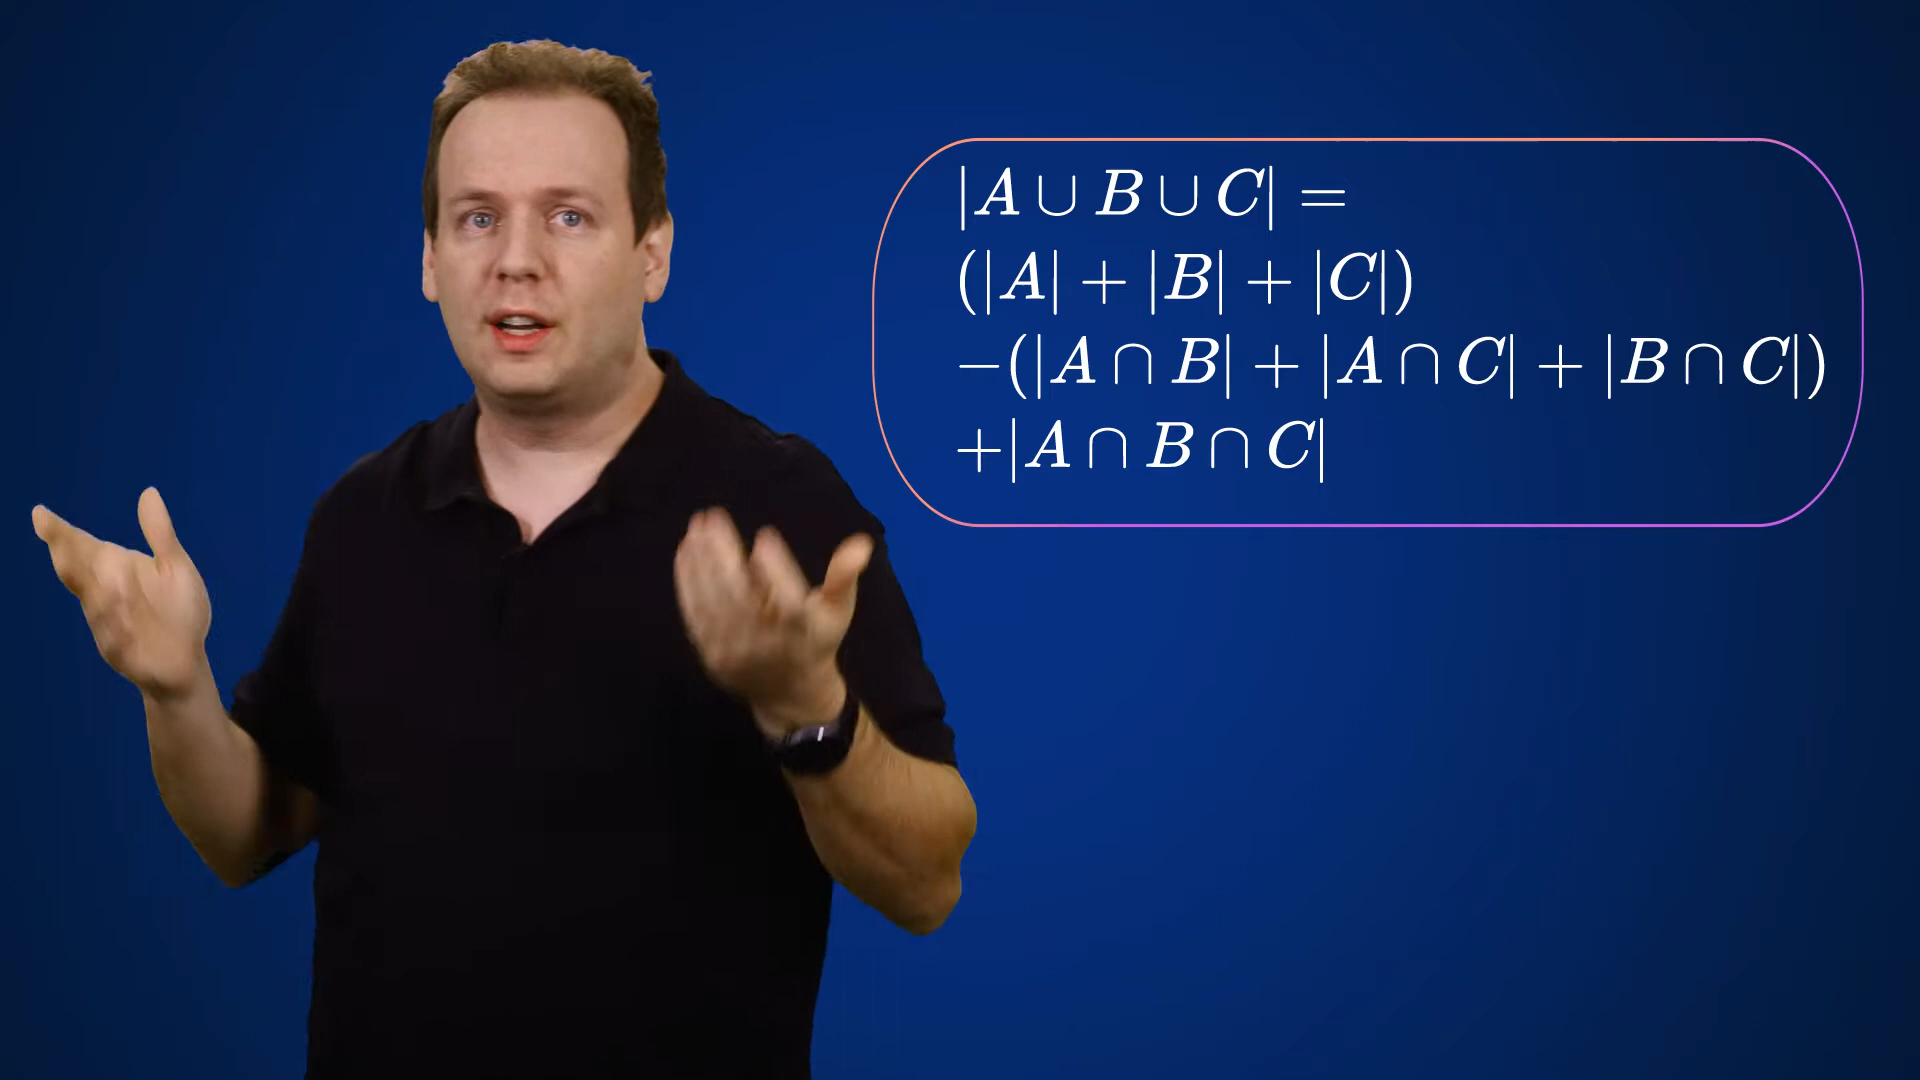 |A ∪ B ∪ C| =
(|A| + |B| + |C|)
−(|A ∩ B| + |A ∩ C| + |B ∩ C|)
+|A ∩ B ∩ C|